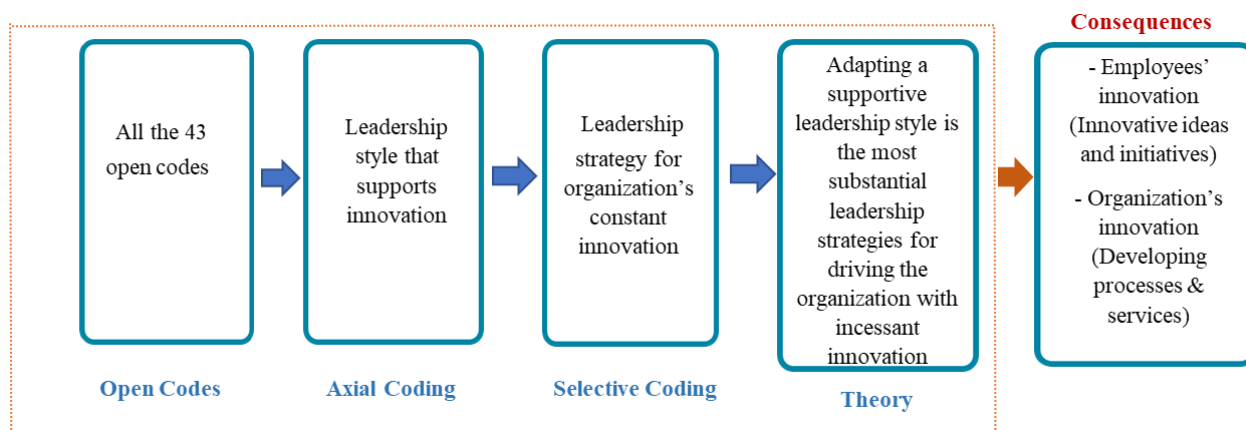 Consequences
All the 43
open codes
Leadership
style that
supports
innovation
Leadership
strategy for
organization’s
constant
innovation
Adapting a
supportive
leadership style is
the most
substantial
leadership
strategies for
driving the
organization with
incessant
innovation
- Employees’
innovation
(Innovative ideas
and initiatives)
- Organization’s
innovation
(Developing
processes &
services)
Open Codes
Axial Coding
Selective Coding
Theory